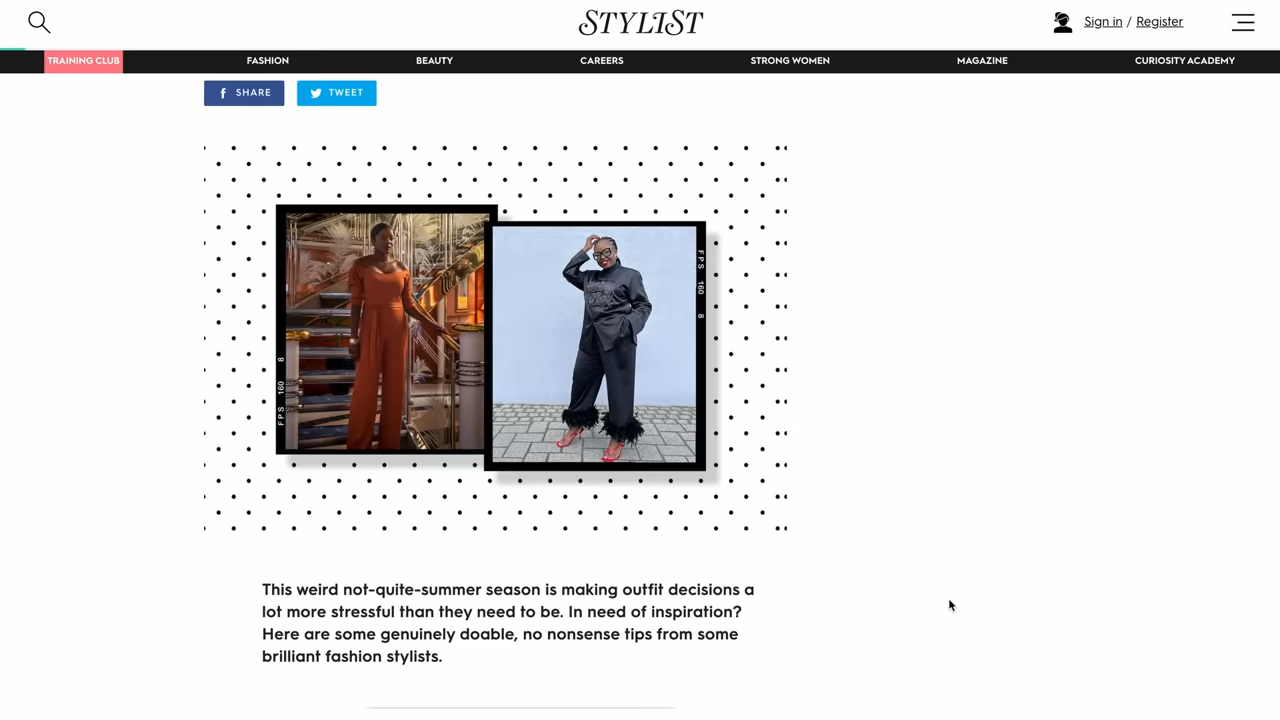 STYLIST
Sign in / Register
TRAINING CLUB
FASHION
BEAUTY
CAREERS
STRONG WOMEN
MAGAZINE
CURIOSITY ACADEMY
SHARE
TWEET
FPS 160 8
FPS 160 8
This weird not-quite-summer season is making outfit decisions a
lot more stressful than they need to be. In need of inspiration?
Here are some genuinely doable, no nonsense tips from some
brilliant fashion stylists.